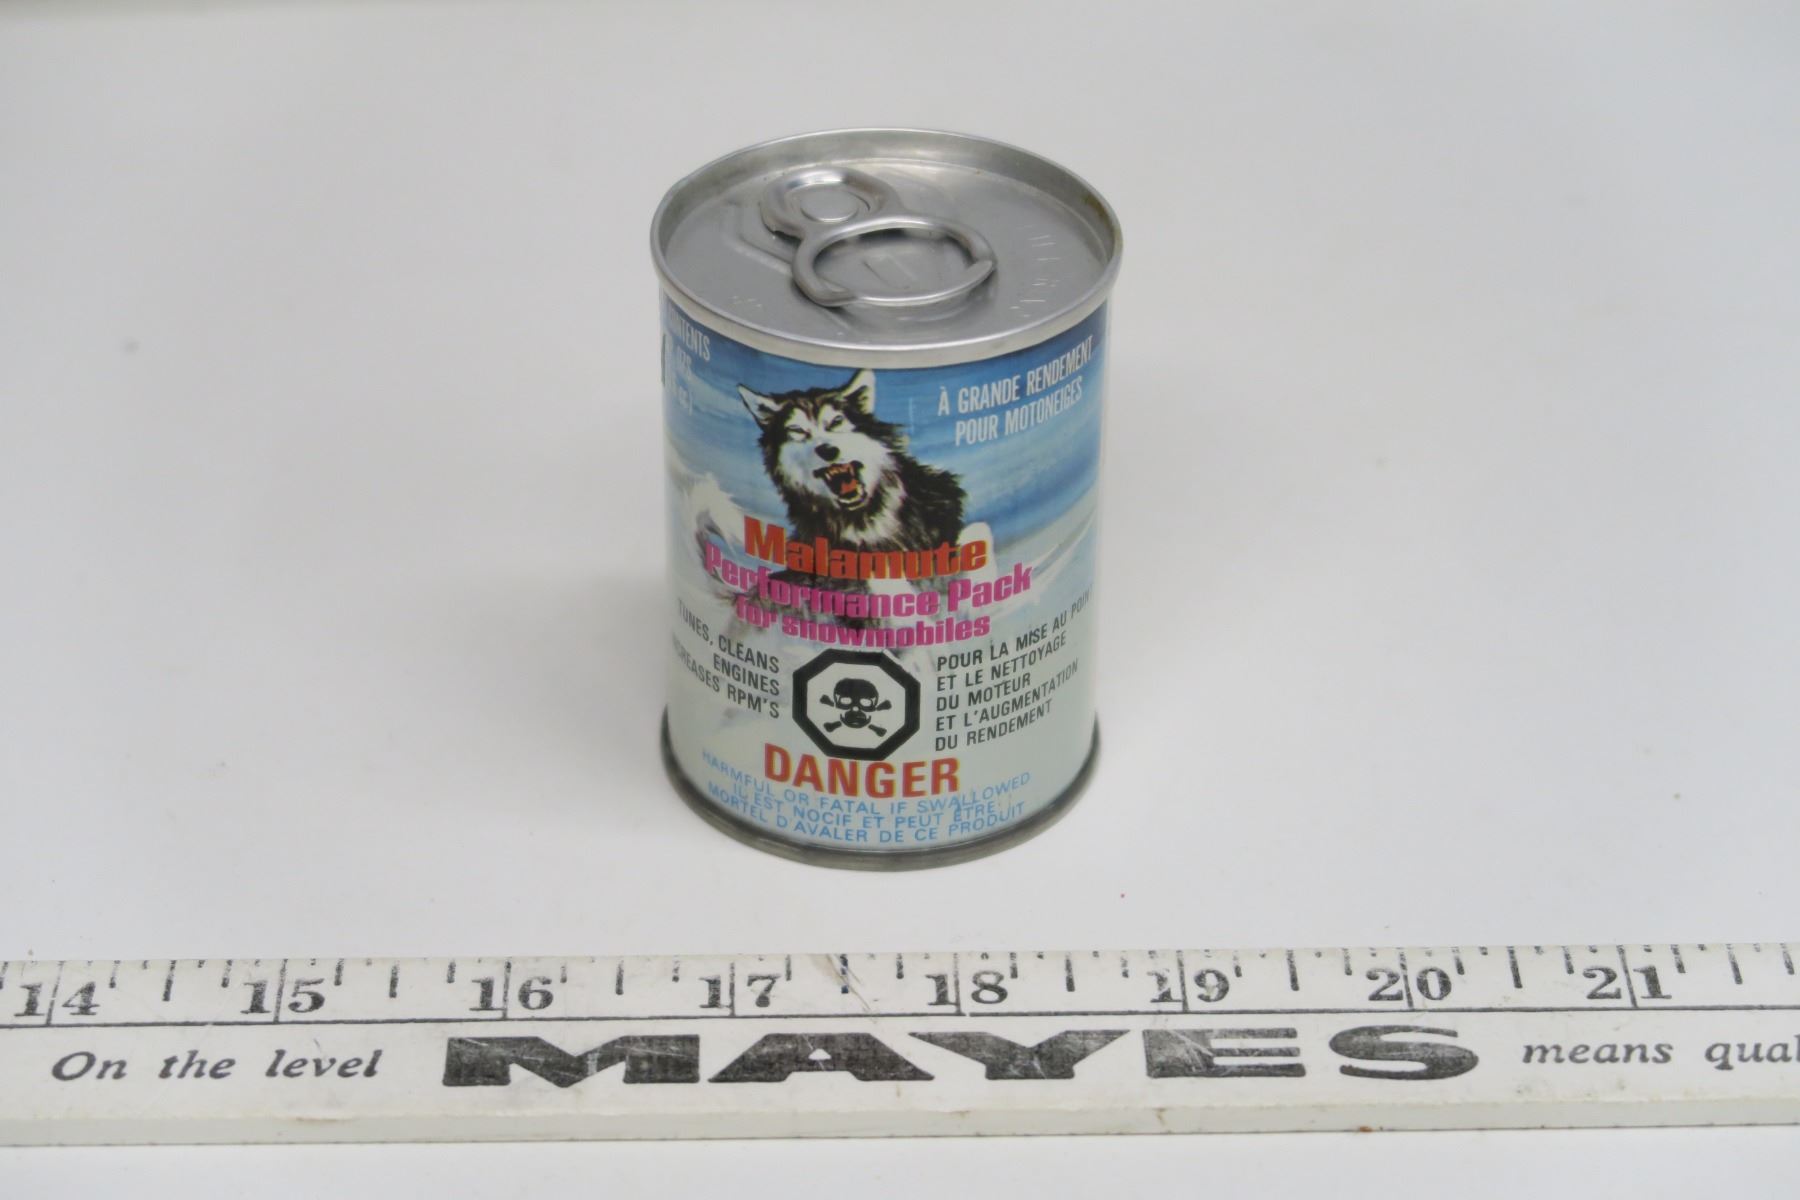 OZS
À GRANDE RENDEMENT
POUR MOTONEIGES
Malamute
Performance Pack
for snowmobiles
TUNES, CLEANS
ENGINES
RPM'S
POUR LA MISE AU POINT
ET LE NETTOYAGE
DU MOTEUR
ET L'AUGMENTATION
DU RENDEMENT
DANGER
HARMFUL OR FATAL IF SWALLOWED
IL EST NOCIF ET PEUT ÊTRE
MORTEL D'AVALER DE CE PRODUIT
14 15 16 17 18 19 20 21
On the level MAYES means